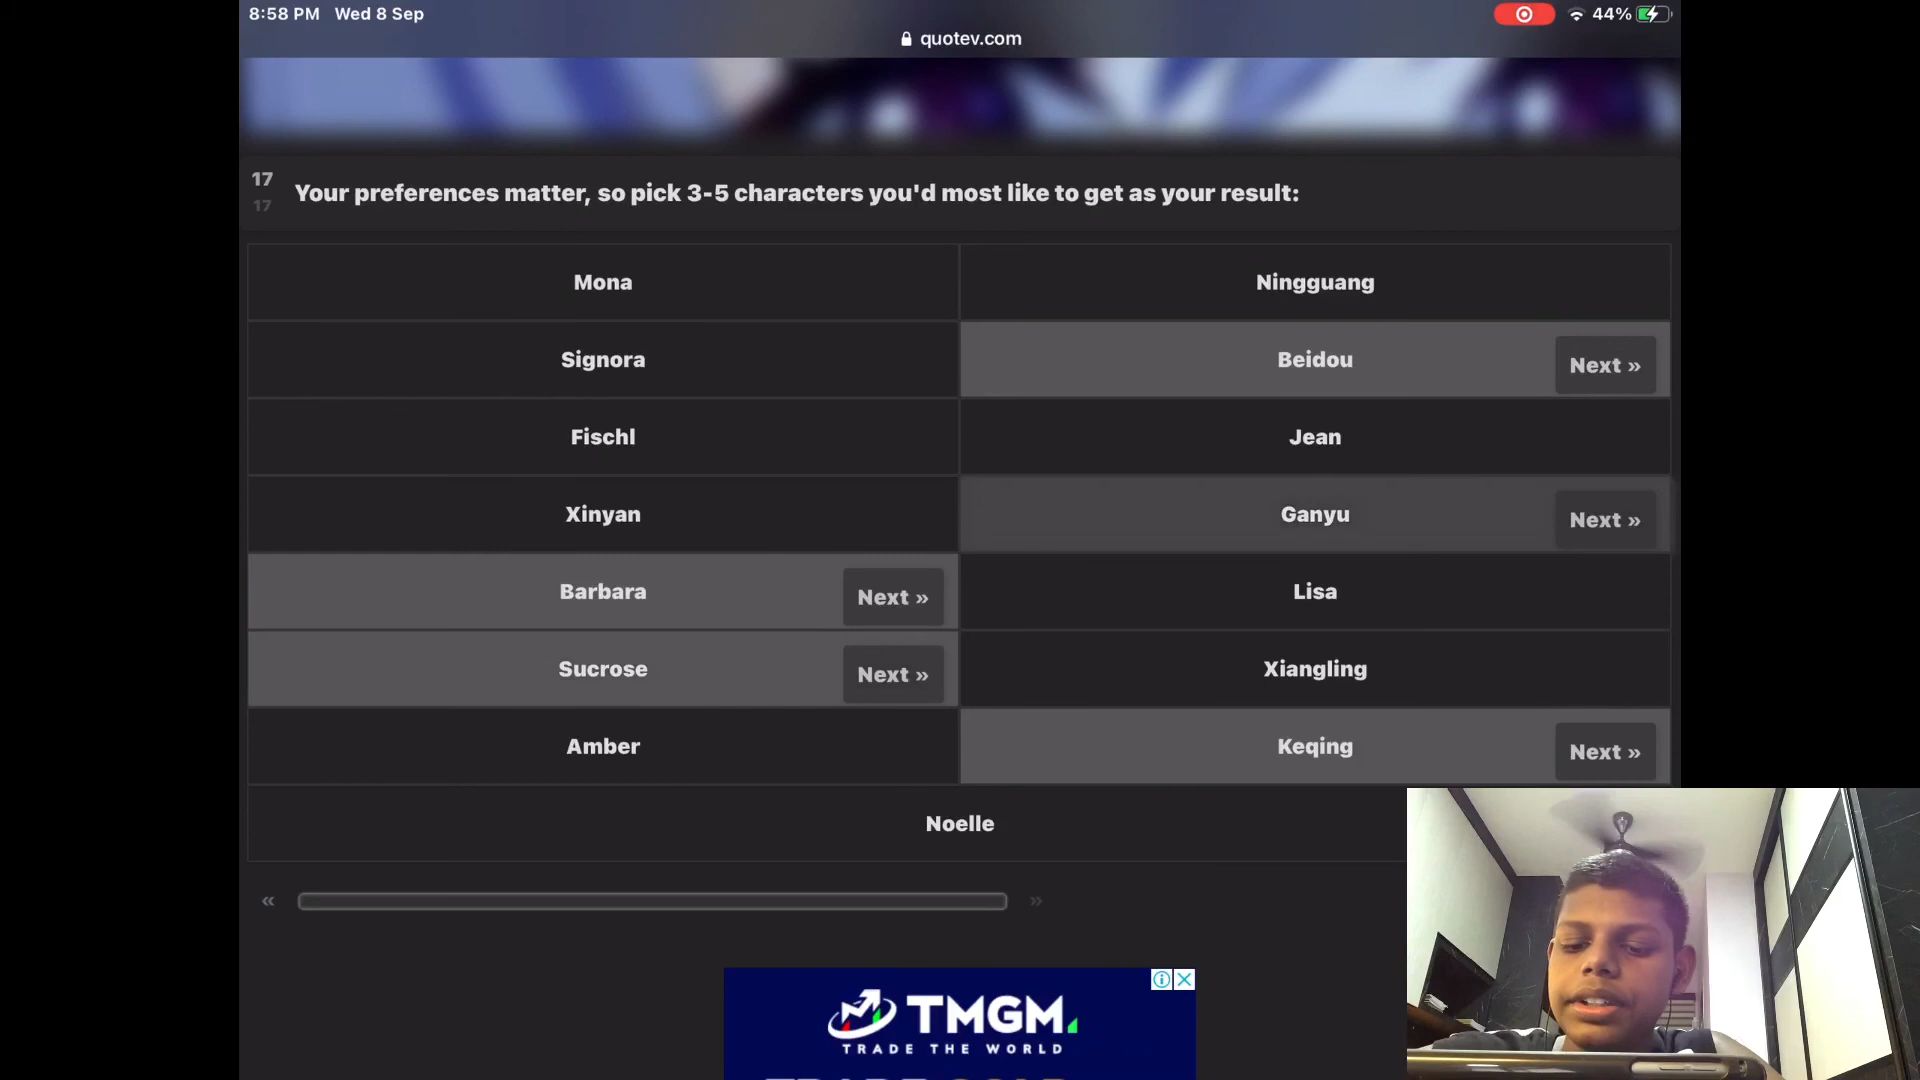 8:58 PM Wed 8 Sep
44%
quotev.com
17
17
Your preferences matter, so pick 3-5 characters you'd most like to get as your result:
Mona
Ningguang
Signora
Beidou
Next »
Fischl
Jean
Xinyan
Ganyu
Next »
Barbara
Next »
Lisa
Sucrose
Next »
Xiangling
Amber
Keqing
Next »
Noelle
«
»
TMGM
TRADE THE WORLD